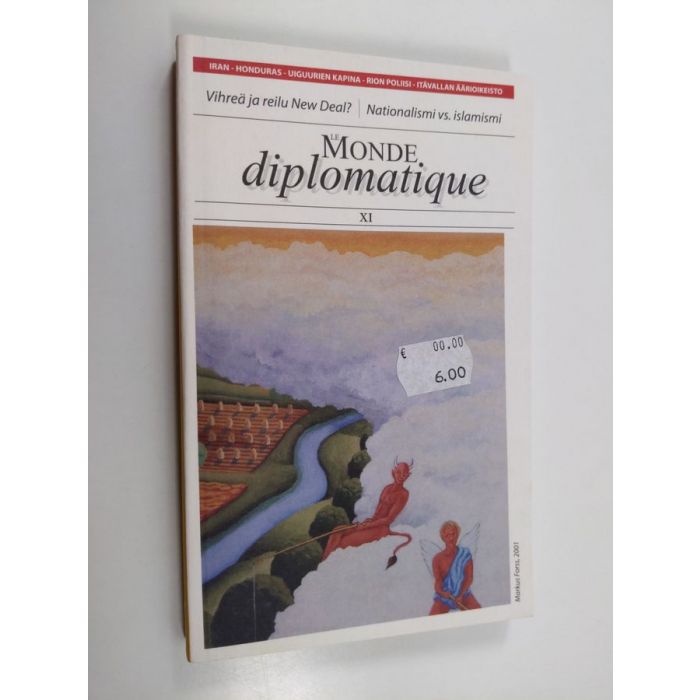 IRAN - HONDURAS - UIGUURIEN KAPINA - RION POLIISI - ITÄVALLAN ÄÄRIOIKEISTO
Vihreä ja reilu New Deal? | Nationalismi vs. islamismi
LE MONDE
diplomatique
XI
€ 00.00
6.00
Markus Forss, 2001